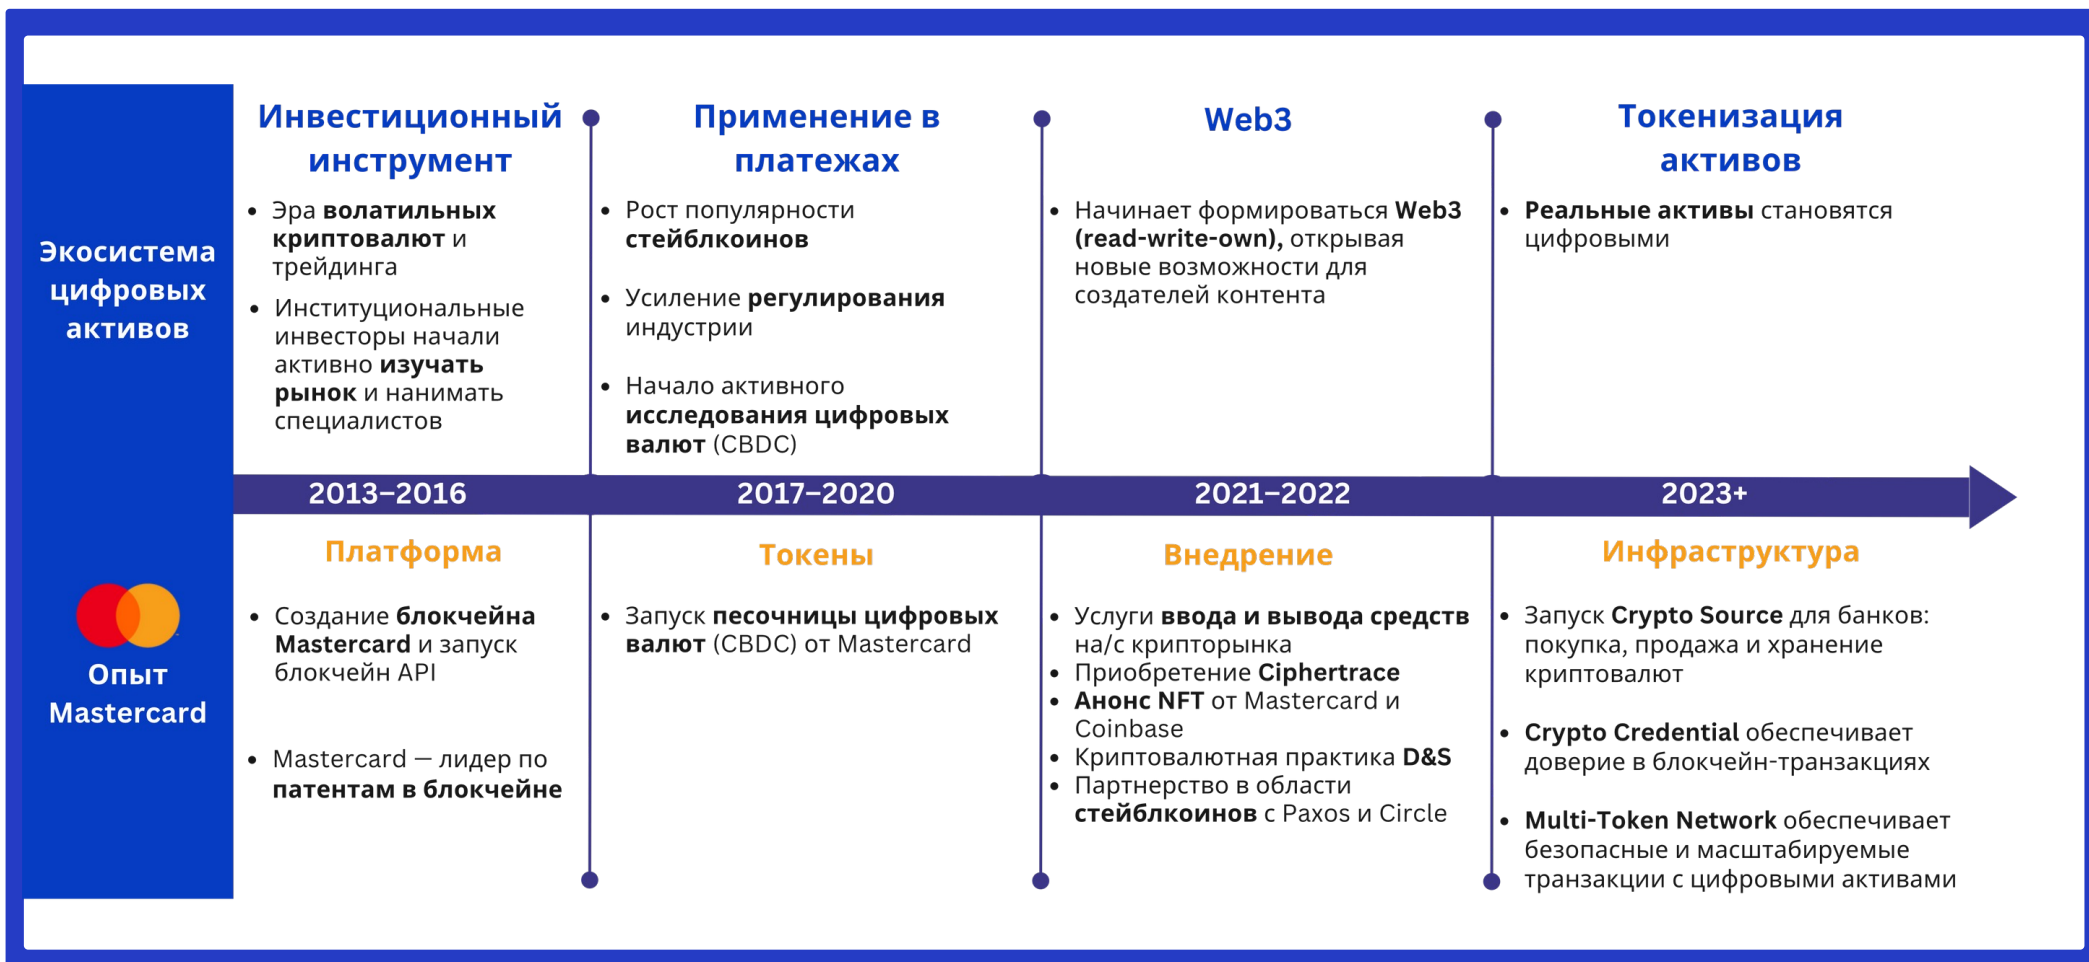 Экосистема
цифровых
активов
Инвестиционный
инструмент
• Эра волатильных
криптовалют и
трейдинга
• Институциональные
инвесторы начали
активно изучать
рынок и нанимать
специалистов
Применение в
платежах
• Рост популярности
стейблкоинов
• Усиление регулирования
индустрии
• Начало активного
исследования цифровых
валют (CBDC)
Web3
• Начинает формироваться Web3
(read-write-own), открывая
новые возможности для
создателей контента
Токенизация
активов
• Реальные активы становятся
цифровыми
2013–2016
2017–2020
2021–2022
2023+
Опыт
Mastercard
Платформа
• Создание блокчейна
Mastercard и запуск
блокчейн API
• Mastercard — лидер по
патентам в блокчейне
Токены
• Запуск песочницы цифровых
валют (CBDC) от Mastercard
Внедрение
• Услуги ввода и вывода средств
на/с крипторынка
• Приобретение Ciphertrace
• Анонс NFT от Mastercard и
Coinbase
• Криптовалютная практика D&S
• Партнерство в области
стейблкоинов с Paxos и Circle
Инфраструктура
• Запуск Crypto Source для банков:
покупка, продажа и хранение
криптовалют
• Crypto Credential обеспечивает
доверие в блокчейн-транзакциях
• Multi-Token Network обеспечивает
безопасные и масштабируемые
транзакции с цифровыми активами